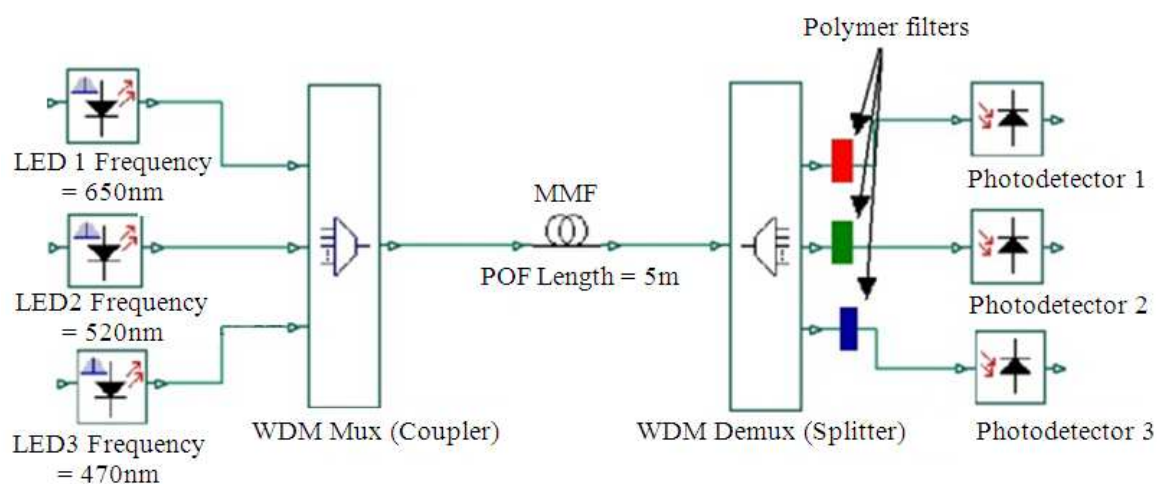 Polymer filters
LED 1 Frequency
= 650nm
Photodetector 1
MMF
POF Length = 5m
LED2 Frequency
= 520nm
Photodetector 2
WDM Mux (Coupler)
WDM Demux (Splitter)
Photodetector 3
LED3 Frequency
= 470nm